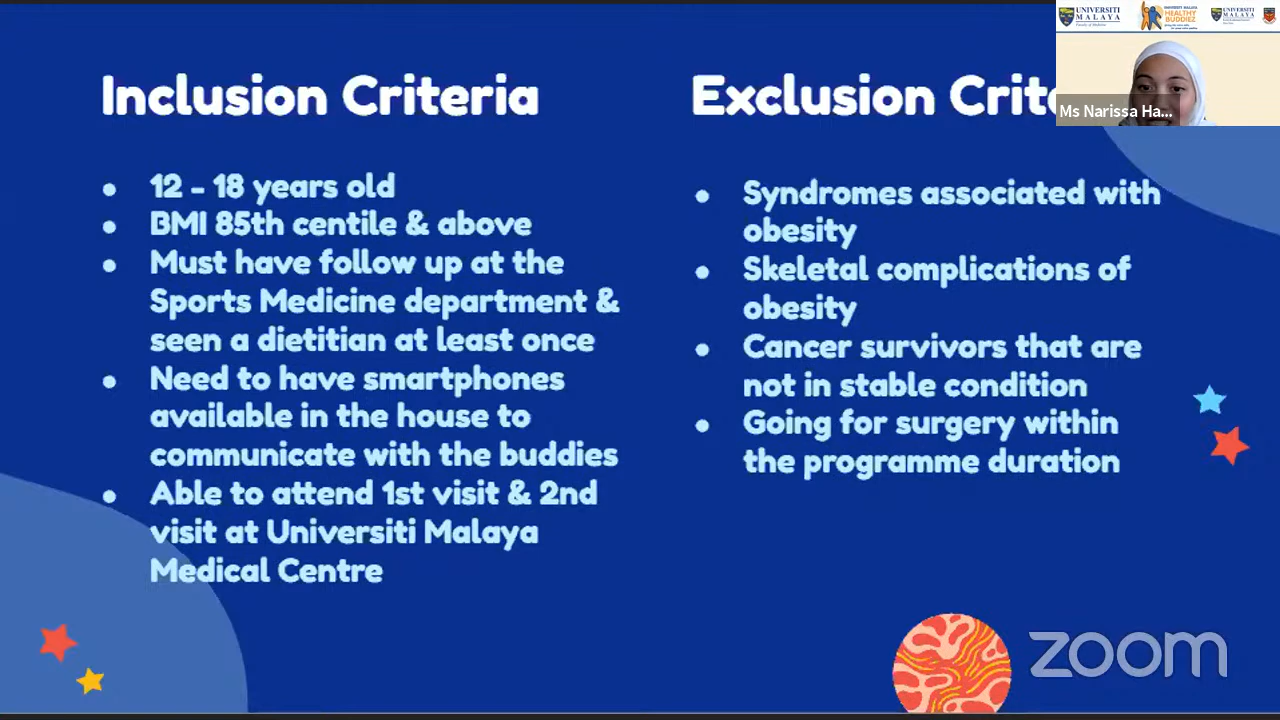 Inclusion Criteria
12 - 18 years old
BMI 85th centile & above
Must have follow up at the
Sports Medicine department &
seen a dietitian at least once
Need to have smartphones
available in the house to
communicate with the buddies
Able to attend 1st visit & 2nd
visit at Universiti Malaya
Medical Centre
Exclusion Crite
Syndromes associated with
obesity
Skeletal complications of
obesity
Cancer survivors that are
not in stable condition
Going for surgery within
the programme duration
UNIVERSITI
MALAYA
HEALTHY
BUDDIEZ
UNIVERSITI
MALAYA
Ms Narissa Ha...
zoom